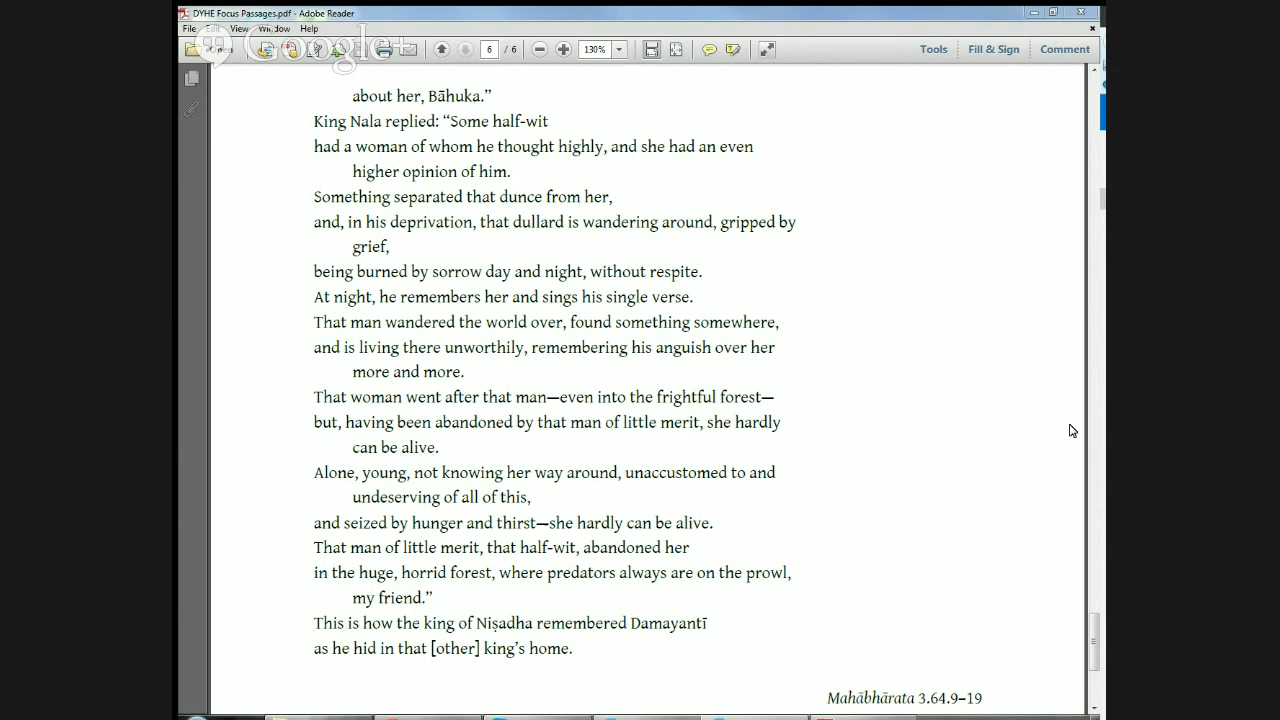 DYHE Focus Passages.pdf - Adobe Reader
File Edit View Window Help
Google+
6 / 6 130% Tools Fill & Sign Comment
about her, Bāhuka.”
King Nala replied: “Some half-wit
had a woman of whom he thought highly, and she had an even
higher opinion of him.
Something separated that dunce from her,
and, in his deprivation, that dullard is wandering around, gripped by
grief,
being burned by sorrow day and night, without respite.
At night, he remembers her and sings his single verse.
That man wandered the world over, found something somewhere,
and is living there unworthily, remembering his anguish over her
more and more.
That woman went after that man—even into the frightful forest—
but, having been abandoned by that man of little merit, she hardly
can be alive.
Alone, young, not knowing her way around, unaccustomed to and
undeserving of all of this,
and seized by hunger and thirst—she hardly can be alive.
That man of little merit, that half-wit, abandoned her
in the huge, horrid forest, where predators always are on the prowl,
my friend.”
This is how the king of Niṣadha remembered Damayantī
as he hid in that [other] king’s home.
Mahābhārata 3.64.9–19